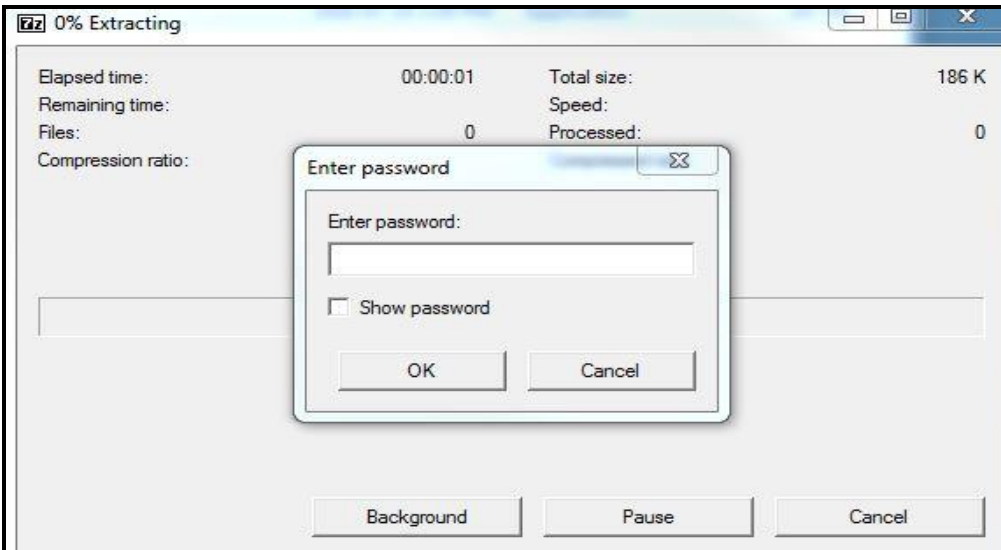 7z 0% Extracting
Elapsed time: 00:00:01 Total size: 186 K
Remaining time: Speed:
Files: 0 Processed: 0
Compression ratio:
Enter password
Enter password:
Show password
OK Cancel
Background Pause Cancel